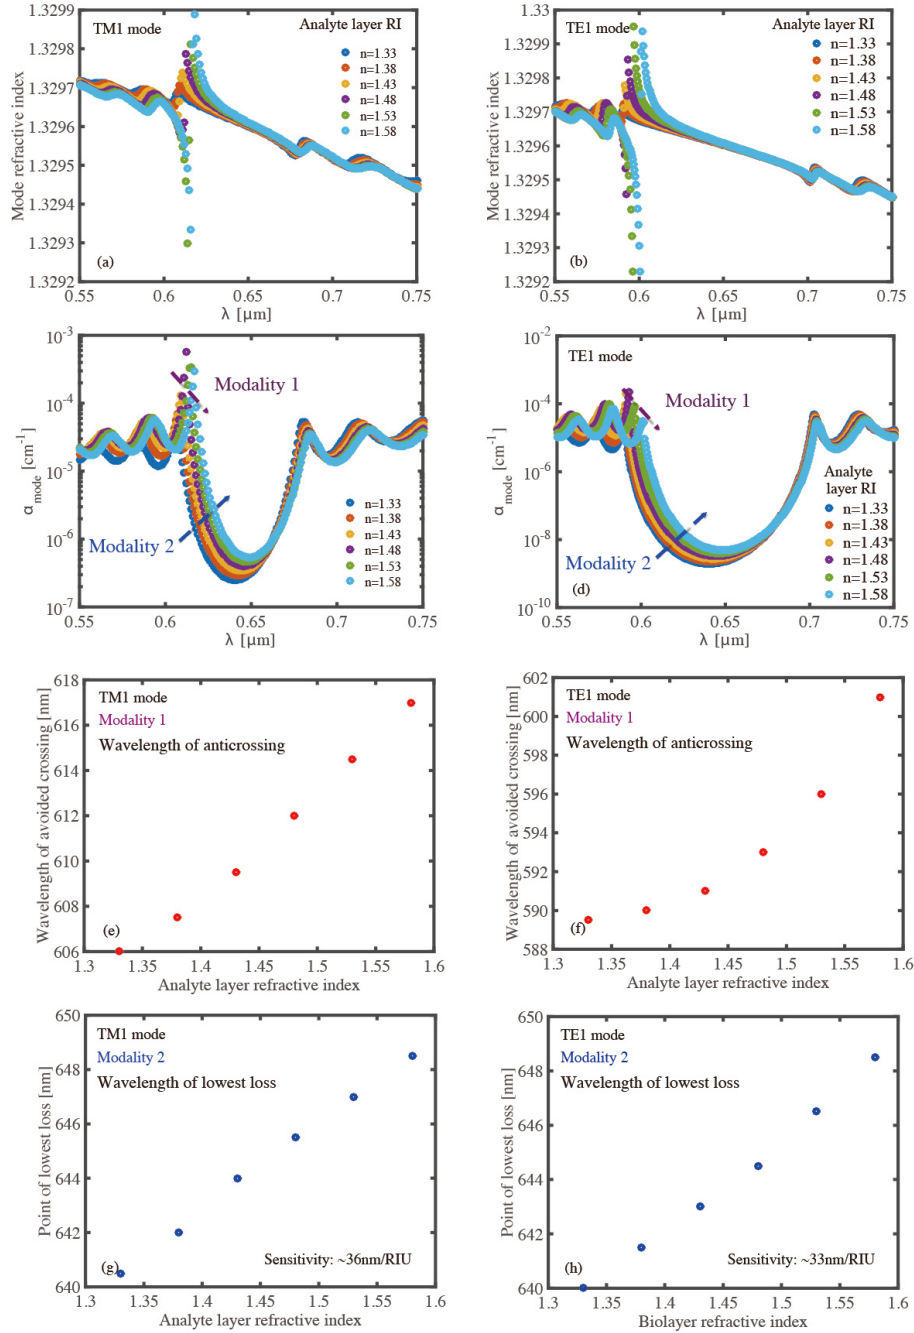 1.3299
1.3298
1.3297
1.3296
1.3295
1.3294
1.3293
1.3292
Mode refractive index
TM1 mode
Analyte layer RI
n=1.33
n=1.38
n=1.43
n=1.48
n=1.53
n=1.58
(a)
0.55
0.6
0.65
0.7
0.75
λ [μm]
1.33
1.3299
1.3298
1.3297
1.3296
1.3295
1.3294
1.3293
1.3292
Mode refractive index
TE1 mode
Analyte layer RI
n=1.33
n=1.38
n=1.43
n=1.48
n=1.53
n=1.58
(b)
0.55
0.6
0.65
0.7
0.75
λ [μm]
10-3
10-4
10-5
10-6
10-7
αmode [cm-1]
Modality 1
Modality 2
n=1.33
n=1.38
n=1.43
n=1.48
n=1.53
n=1.58
0.55
0.6
0.65
0.7
0.75
λ [μm]
10-2
10-4
10-6
10-8
10-10
αmode [cm-1]
TE1 mode
Modality 1
Modality 2
Analyte
layer RI
n=1.33
n=1.38
n=1.43
n=1.48
n=1.53
n=1.58
(d)
0.55
0.6
0.65
0.7
0.75
λ [μm]
618
616
614
612
610
608
606
Wavelength of avoided crossing [nm]
TM1 mode
Modality 1
Wavelength of anticrossing
(e)
1.3
1.35
1.4
1.45
1.5
1.55
1.6
Analyte layer refractive index
602
600
598
596
594
592
590
588
Wavelength of avoided crossing [nm]
TE1 mode
Modality 1
Wavelength of anticrossing
(f)
1.3
1.35
1.4
1.45
1.5
1.55
1.6
Analyte layer refractive index
650
648
646
644
642
640
Point of lowest loss [nm]
TM1 mode
Modality 2
Wavelength of lowest loss
Sensitivity: ~36nm/RIU
(g)
1.3
1.35
1.4
1.45
1.5
1.55
1.6
Analyte layer refractive index
650
648
646
644
642
640
Point of lowest loss [nm]
TE1 mode
Modality 2
Wavelength of lowest loss
Sensitivity: ~33nm/RIU
(h)
1.3
1.35
1.4
1.45
1.5
1.55
1.6
Biolayer refractive index